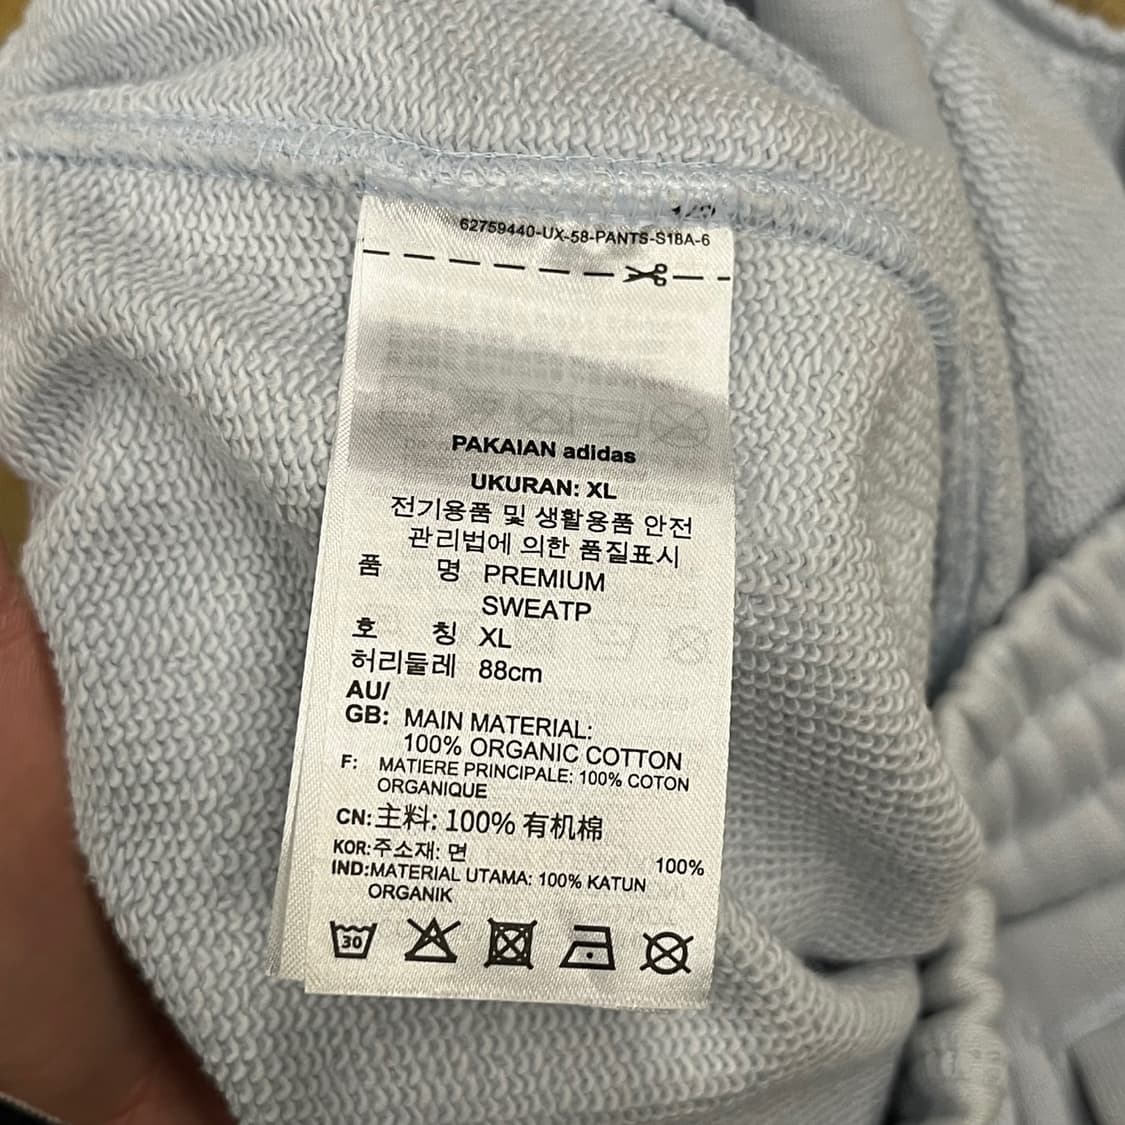 62759440-UX-58-PANTS-S18A-6
PAKAIAN adidas
UKURAN: XL
전기용품 및 생활용품 안전
관리법에 의한 품질표시
품 명 PREMIUM
SWEATP
호 칭 XL
허리둘레 88cm
AU/
GB: MAIN MATERIAL:
100% ORGANIC COTTON
F: MATIERE PRINCIPALE: 100% COTON
ORGANIQUE
CN: 主料: 100% 有机棉
KOR: 주소재: 면 100%
IND: MATERIAL UTAMA: 100% KATUN
ORGANIK
30